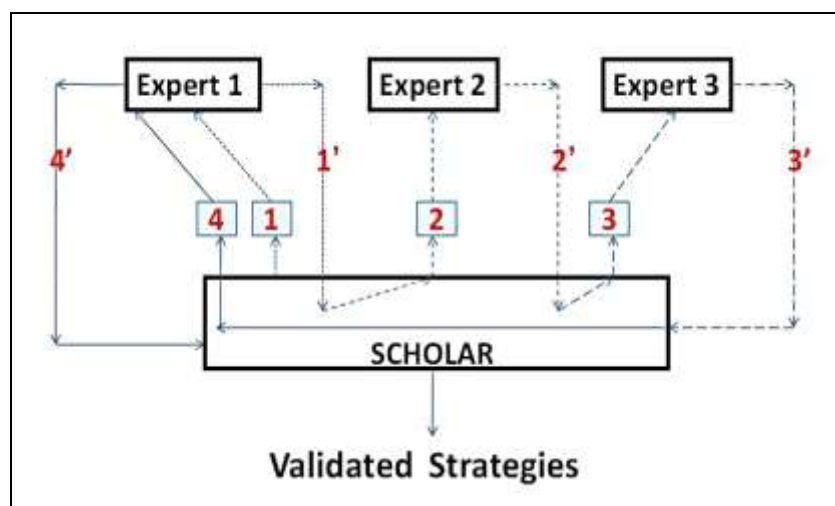 Expert 1 Expert 2 Expert 3
4’ 1’ 2’ 3’
4 1 2 3
SCHOLAR
Validated Strategies